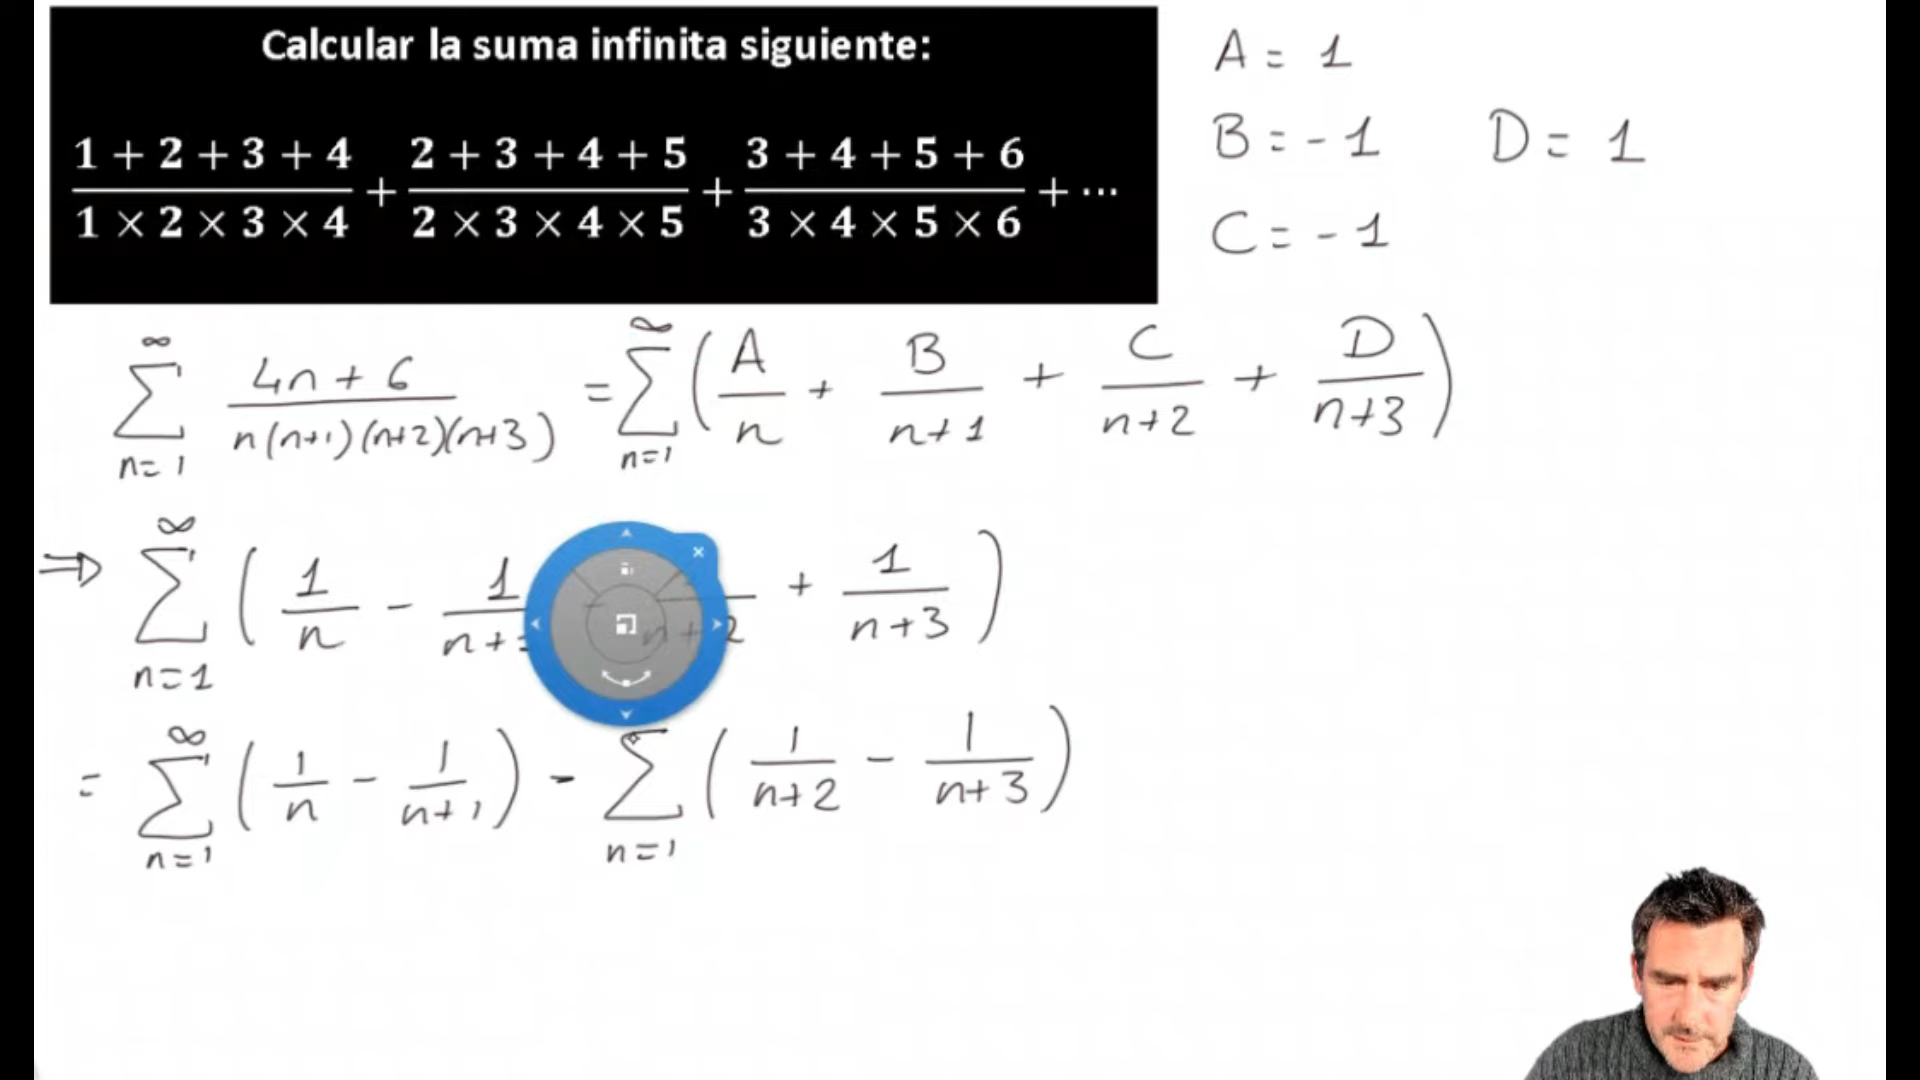 Calcular la suma infinita siguiente:
1 + 2 + 3 + 4 / 1 × 2 × 3 × 4 + 2 + 3 + 4 + 5 / 2 × 3 × 4 × 5 + 3 + 4 + 5 + 6 / 3 × 4 × 5 × 6 + ...
A = 1
B = - 1 D = 1
C = - 1
∞ ∑ n=1 4n + 6 / n(n+1)(n+2)(n+3) = ∞ ∑ n=1 ( A / n + B / n+1 + C / n+2 + D / n+3 )
⇒ ∞ ∑ n=1 ( 1 / n - 1 / n+ n+2 + 1 / n+3 )
= ∞ ∑ n=1 ( 1 / n - 1 / n+1 ) - ∑ n=1 ( 1 / n+2 - 1 / n+3 )